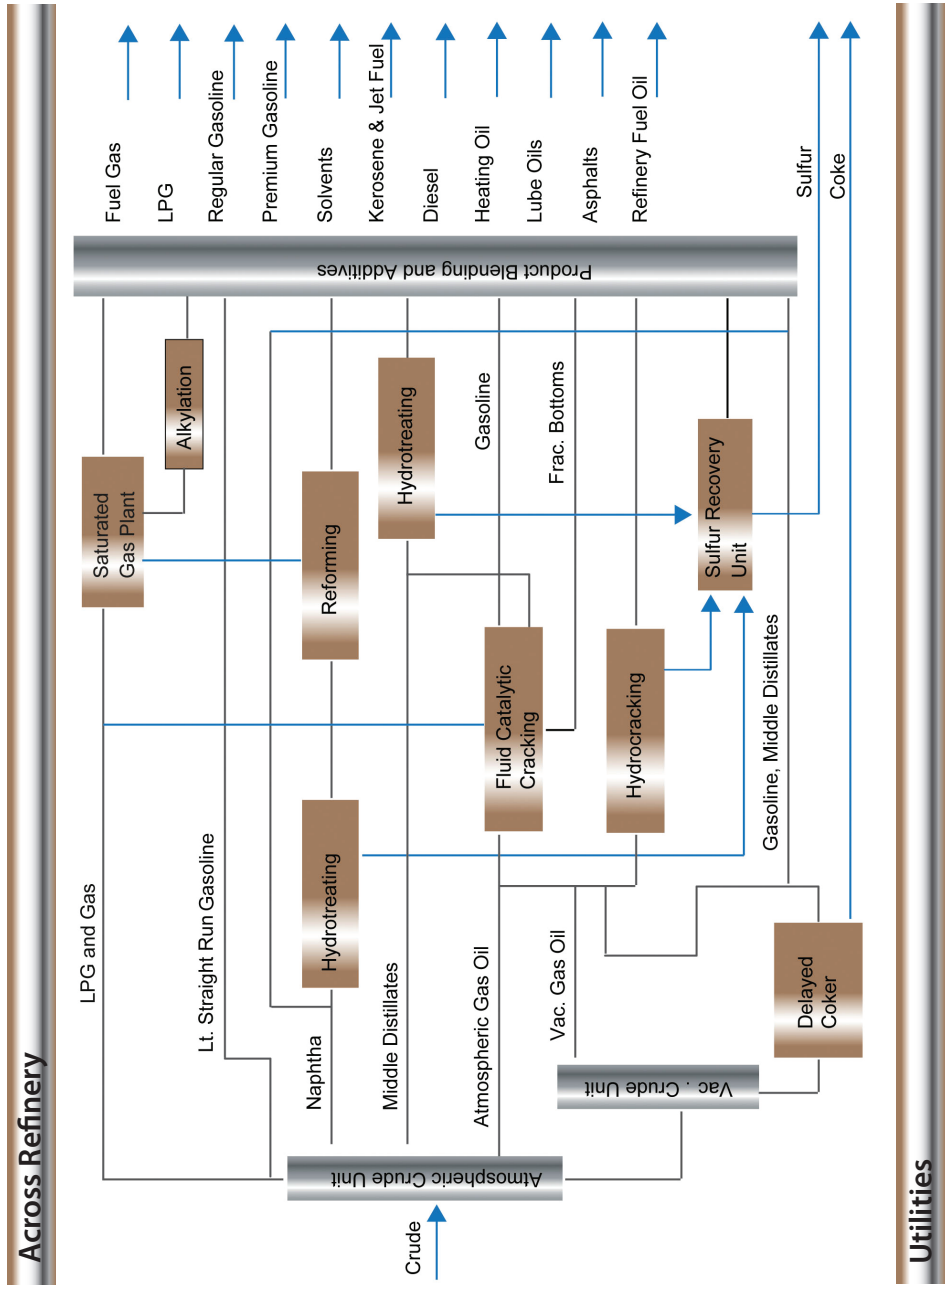 Across Refinery
Fuel Gas
LPG
Regular Gasoline
Premium Gasoline
Solvents
Kerosene & Jet Fuel
Diesel
Heating Oil
Lube Oils
Asphalts
Refinery Fuel Oil
Sulfur
Coke
Product Blending and Additives
Saturated
Gas Plant
Alkylation
Reforming
Hydrotreating
Gasoline
Frac. Bottoms
Sulfur Recovery
Unit
Fluid Catalytic
Cracking
Hydrocracking
Gasoline, Middle Distillates
LPG and Gas
Lt. Straight Run Gasoline
Hydrotreating
Naphtha
Middle Distillates
Atmospheric Gas Oil
Vac. Gas Oil
Delayed
Coker
Vac . Crude Unit
Atmospheric Crude Unit
Crude
Utilities